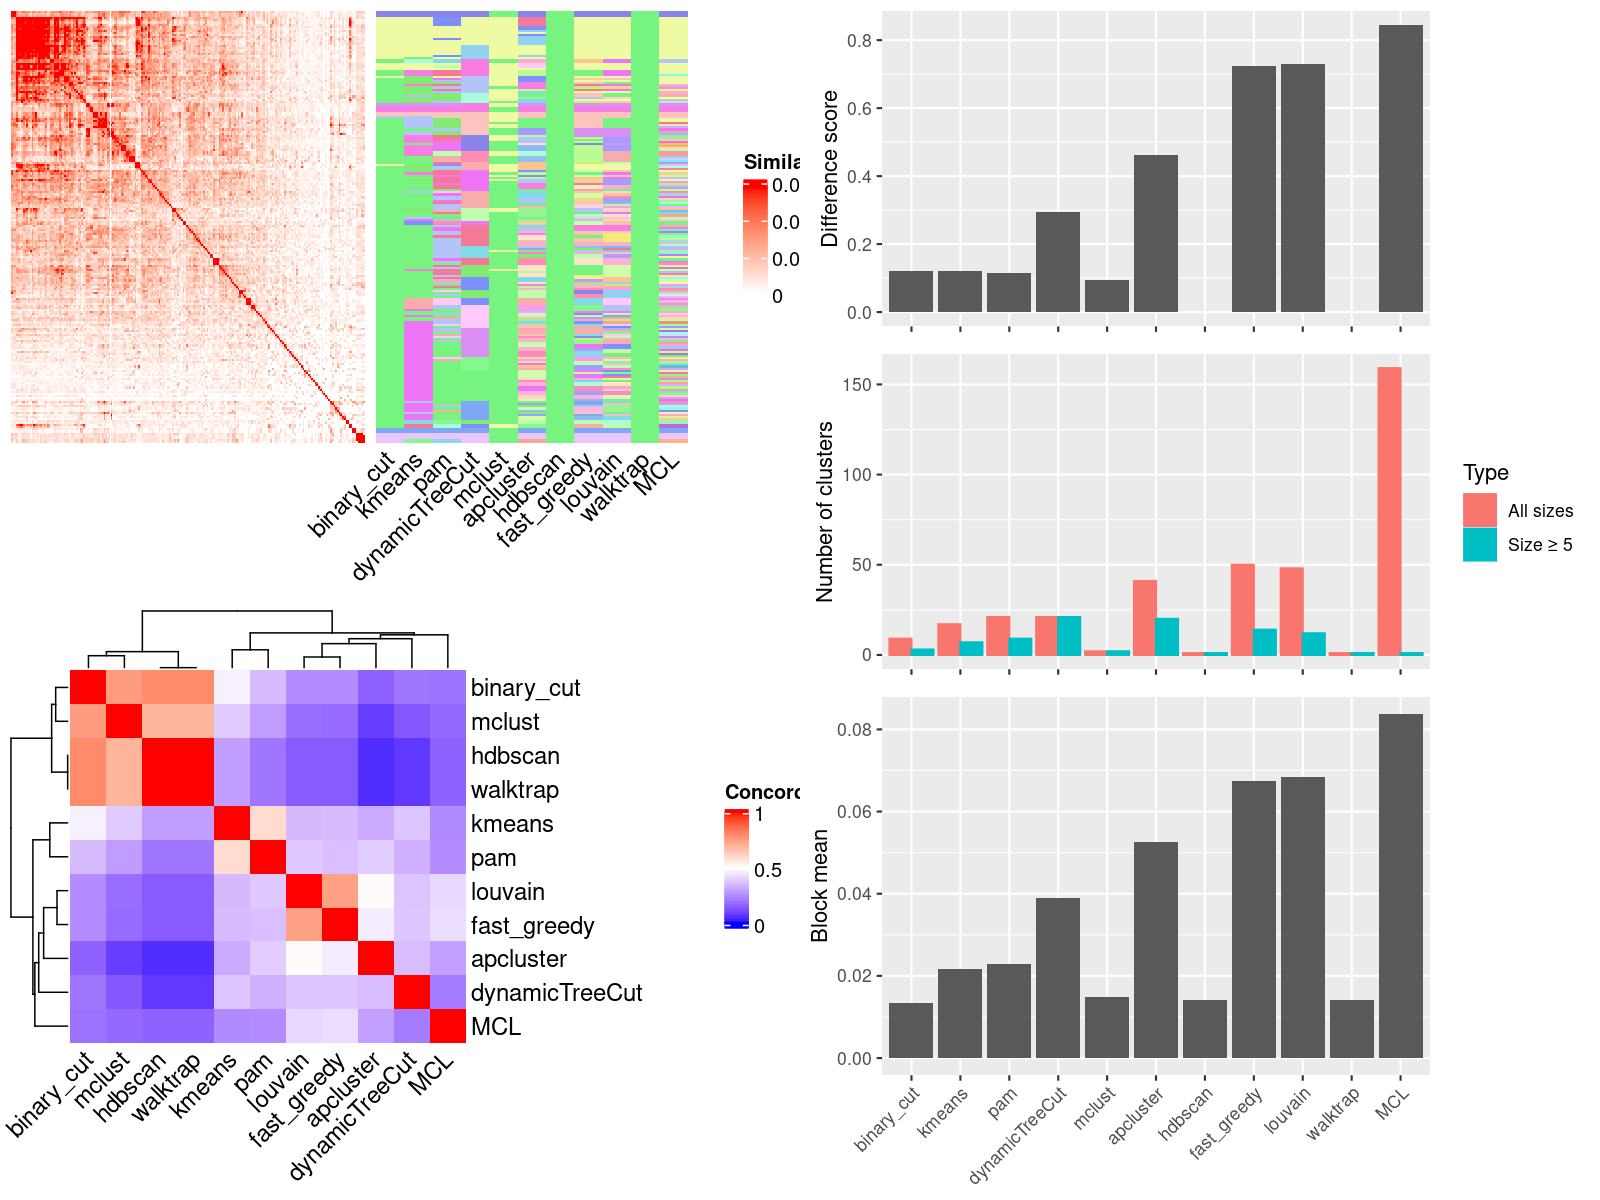 Simila
0.0
0.0
0.0
0
binary_cut
kmeans
pam
dynamicTreeCut
mclust
apcluster
hdbscan
fast_greedy
louvain
walktrap
MCL
binary_cut
mclust
hdbscan
walktrap
kmeans
pam
louvain
fast_greedy
apcluster
dynamicTreeCut
MCL
binary_cut
mclust
hdbscan
walktrap
kmeans
pam
louvain
fast_greedy
apcluster
dynamicTreeCut
MCL
Concord
1
0.5
0
Difference score
0.8
0.6
0.4
0.2
0.0
Number of clusters
150
100
50
0
Type
All sizes
Size ≥ 5
Block mean
0.08
0.06
0.04
0.02
0.00
binary_cut
kmeans
pam
dynamicTreeCut
mclust
apcluster
hdbscan
fast_greedy
louvain
walktrap
MCL